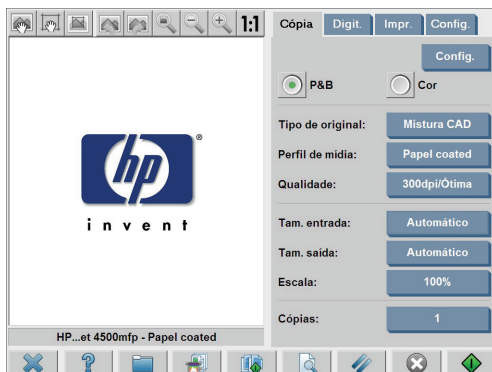 1:1
Cópia Digit. Impr. Config.
Config.
P&B Cor
Tipo de original: Mistura CAD
Perfil de mídia: Papel coated
Qualidade: 300dpi/Ótima
Tam. entrada: Automático
Tam. saída: Automático
Escala: 100%
Cópias: 1
hp®
invent
HP...et 4500mfp - Papel coated
?